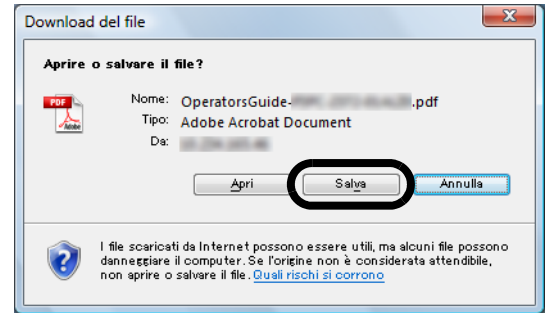 Download del file
Aprire o salvare il file?
PDF
Adobe
Nome: OperatorsGuide- .pdf
Tipo: Adobe Acrobat Document
Da:
Apri Salva Annulla
I file scaricati da Internet possono essere utili, ma alcuni file possono
danneggiare il computer. Se l'origine non è considerata attendibile,
non aprire o salvare il file. Quali rischi si corrono